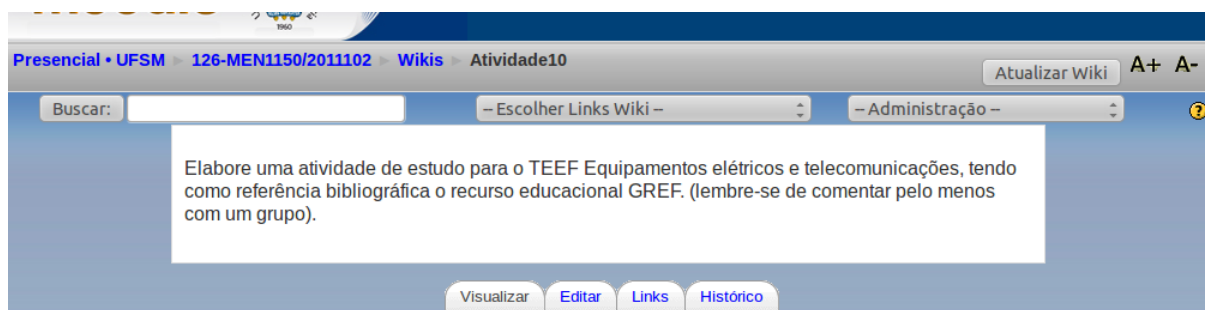 1960
Presencial • UFSM ► 126-MEN1150/2011102 ► Wikis ► Atividade10
Atualizar Wiki A+ A-
Buscar: -- Escolher Links Wiki -- -- Administração -- ?
Elabore uma atividade de estudo para o TEEF Equipamentos elétricos e telecomunicações, tendo
como referência bibliográfica o recurso educacional GREF. (lembre-se de comentar pelo menos
com um grupo).
Visualizar Editar Links Histórico